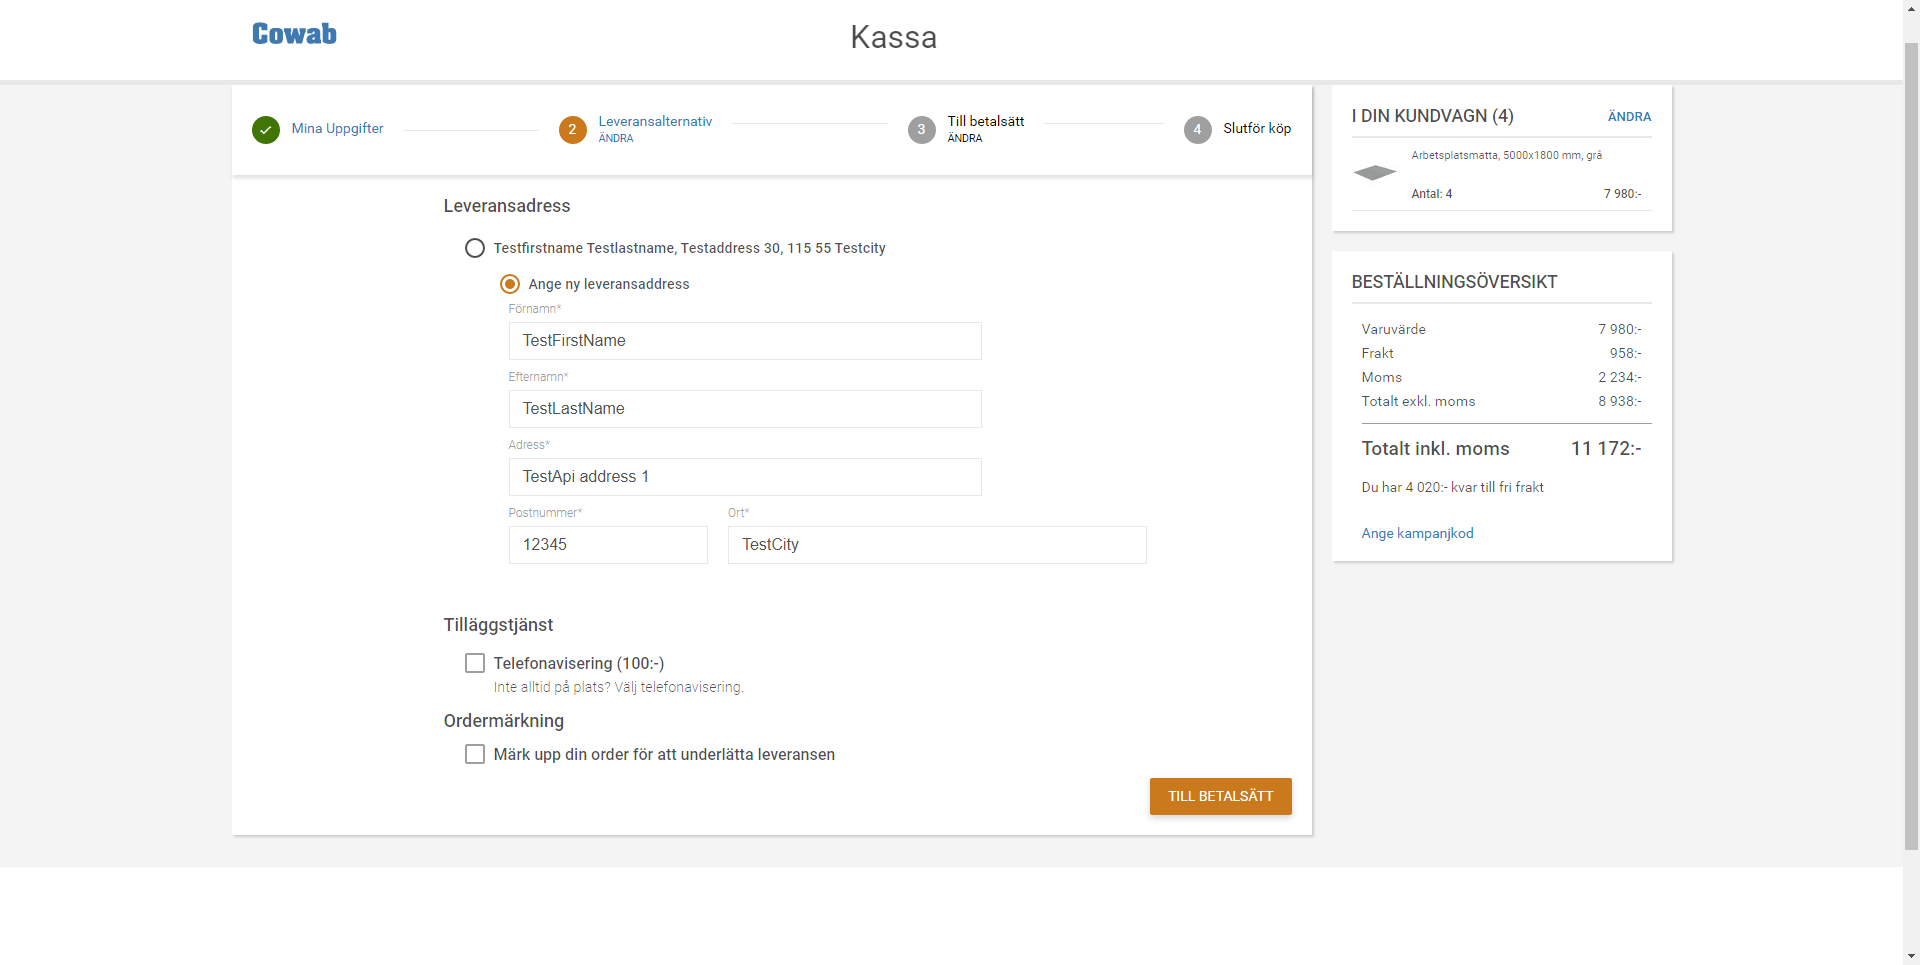 Cowab
Kassa
Mina Uppgifter
2
Leveransalternativ
ÄNDRA
3
Till betalsätt
ÄNDRA
4
Slutför köp
Leveransadress
Testfirstname Testlastname, Testaddress 30, 115 55 Testcity
Ange ny leveransaddress
Förnamn*
TestFirstName
Efternamn*
TestLastName
Adress*
TestApi address 1
Postnummer* Ort*
12345 TestCity
Tilläggstjänst
Telefonavisering (100:-)
Inte alltid på plats? Välj telefonavisering.
Ordermärkning
Märk upp din order för att underlätta leveransen
TILL BETALSÄTT
I DIN KUNDVAGN (4) ÄNDRA
Arbetsplatsmatta, 5000x1800 mm, grå
Antal: 4 7 980:-
BESTÄLLNINGSÖVERSIKT
Varuvärde 7 980:-
Frakt 958:-
Moms 2 234:-
Totalt exkl. moms 8 938:-
Totalt inkl. moms 11 172:-
Du har 4 020:- kvar till fri frakt
Ange kampanjkod